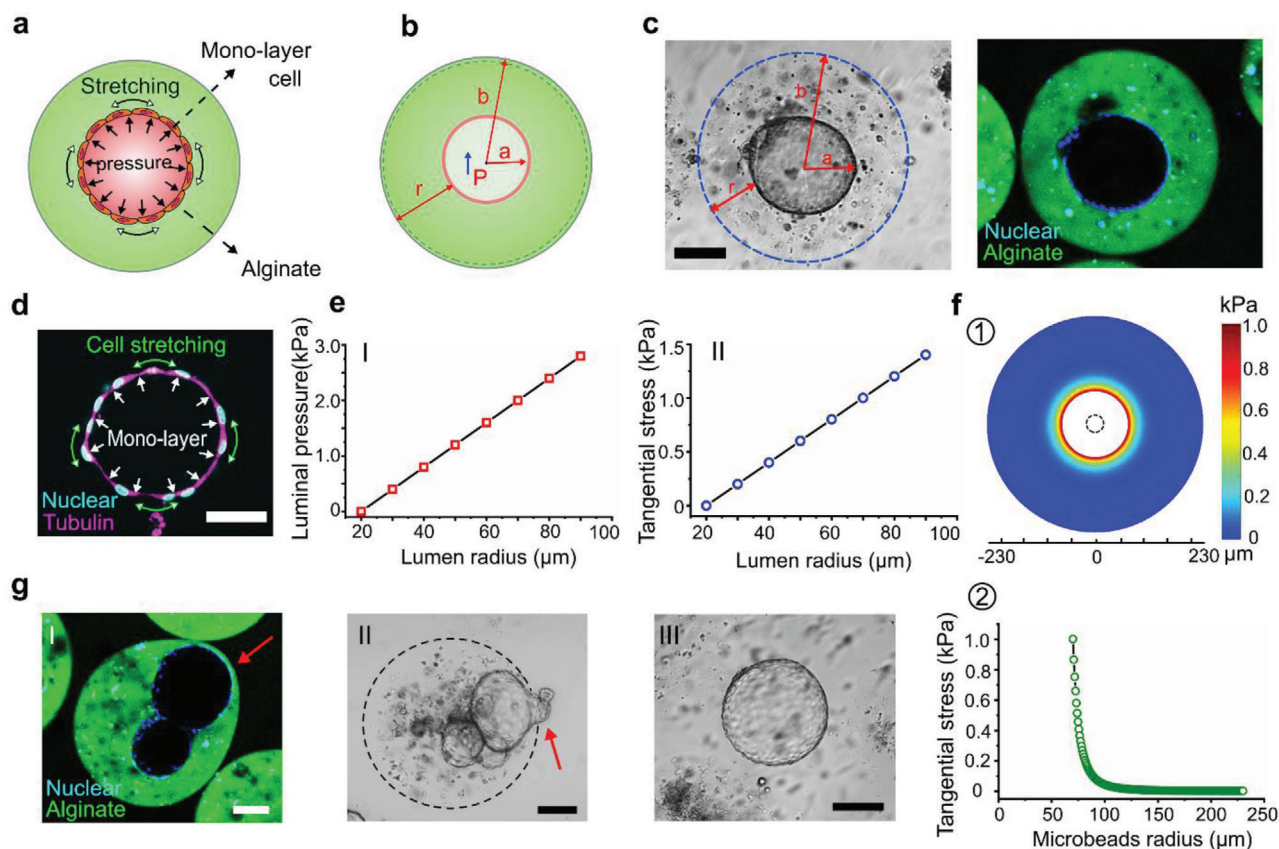 a
Mono-layer
cell
Stretching
pressure
Alginate
b
b
a
P
r
c
b
a
r
Nuclear
Alginate
d
Cell stretching
Mono-layer
Nuclear
Tubulin
e
I
Luminal pressure(kPa)
3.0
2.0
1.0
0
20 40 60 80 100
Lumen radius (μm)
II
Tangential stress (kPa)
1.5
1.0
0.5
0
20 40 60 80 100
Lumen radius (μm)
f
①
kPa
1.0
0.8
0.6
0.4
0.2
0
-230 0 230 μm
②
Tangential stress (kPa)
1.0
0.8
0.6
0.4
0.2
0
0 50 100 150 200 250
Microbeads radius (μm)
g
I
Nuclear
Alginate
II
III